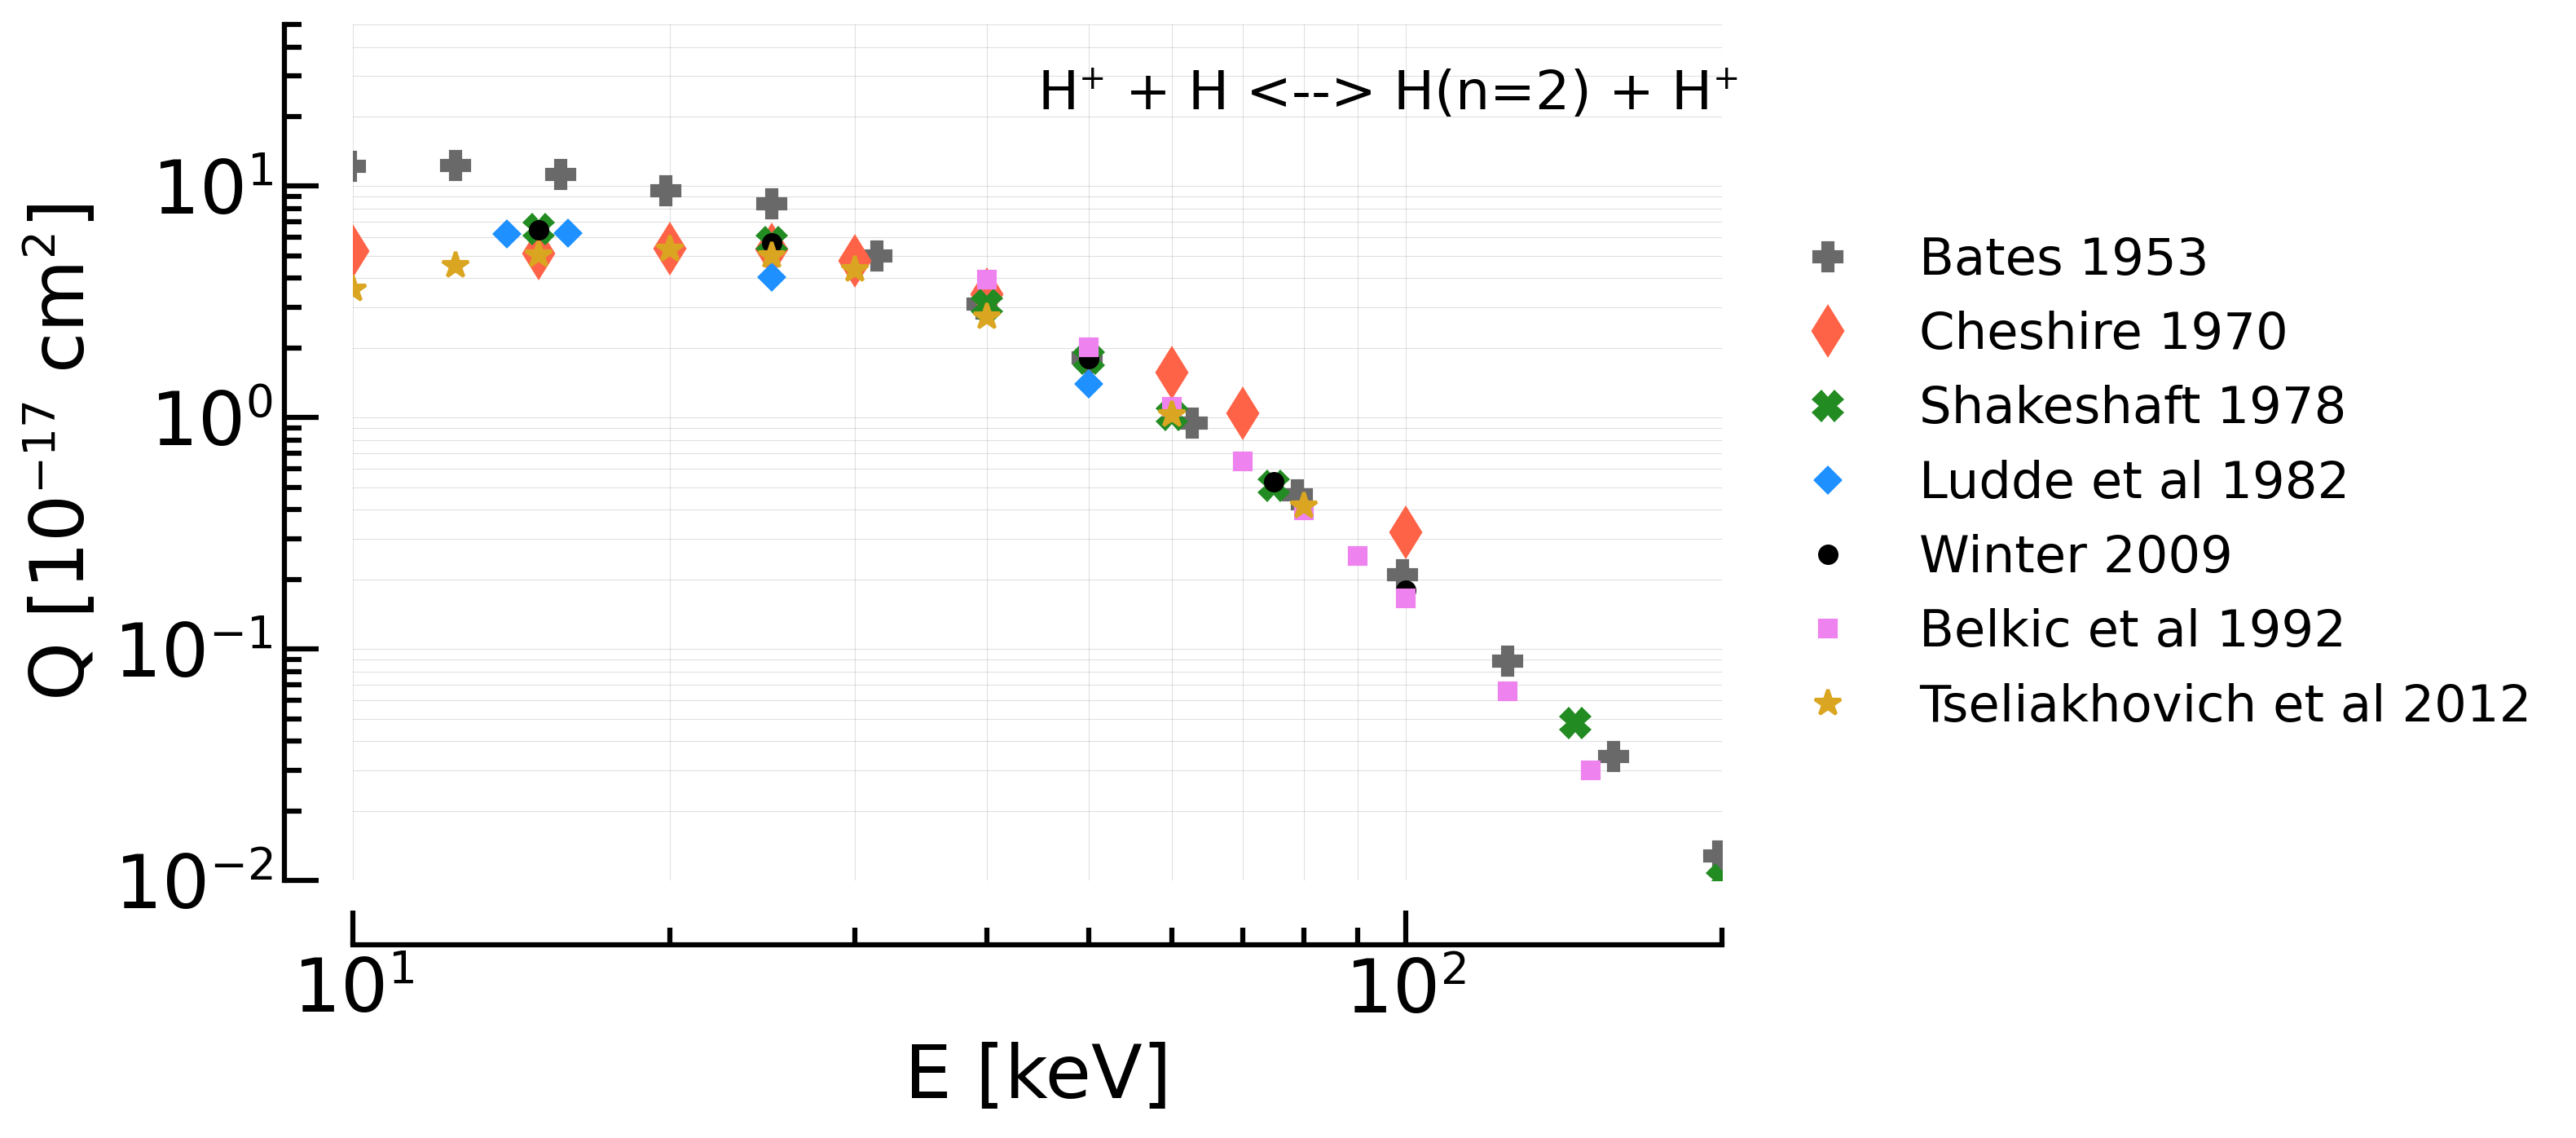 H⁺ + H <--> H(n=2) + H⁺
Q [10⁻¹⁷ cm²]
10¹
10⁰
10⁻¹
10⁻²
10¹
10²
E [keV]
Bates 1953
Cheshire 1970
Shakeshaft 1978
Ludde et al 1982
Winter 2009
Belkic et al 1992
Tseliakhovich et al 2012